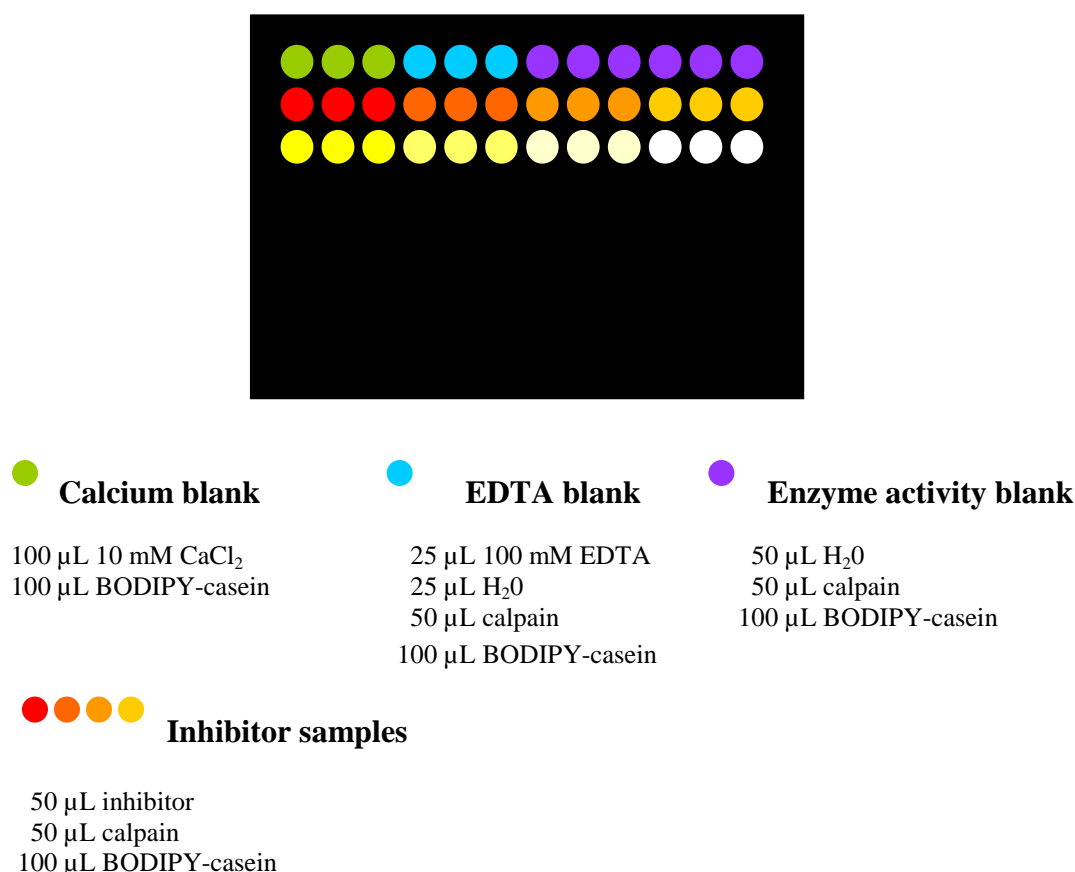 Calcium blank
100 µL 10 mM CaCl₂
100 µL BODIPY-casein
EDTA blank
25 µL 100 mM EDTA
25 µL H₂0
50 µL calpain
100 µL BODIPY-casein
Enzyme activity blank
50 µL H₂0
50 µL calpain
100 µL BODIPY-casein
Inhibitor samples
50 µL inhibitor
50 µL calpain
100 µL BODIPY-casein